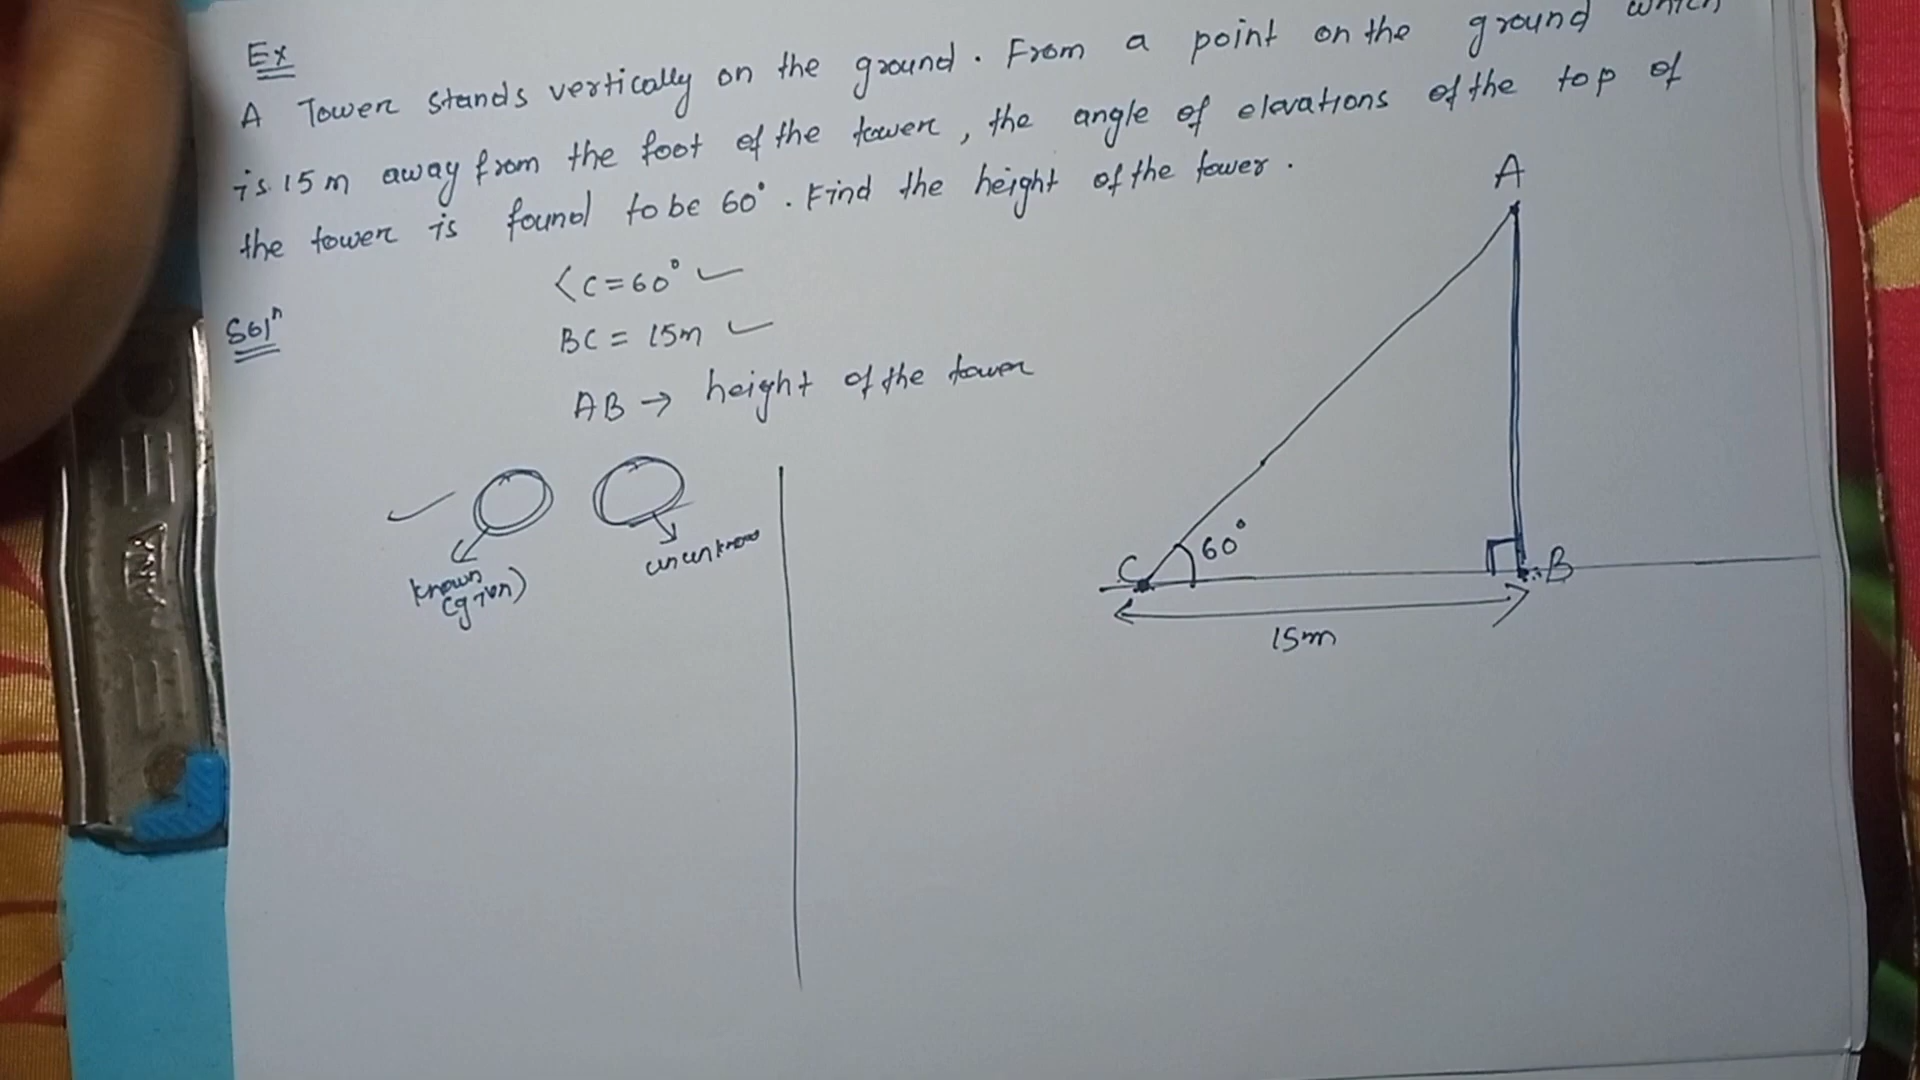 Ex
A Tower stands vertically on the ground. From a point on the ground which
is 15 m away from the foot of the tower, the angle of elevations of the top of
the tower is found to be 60°. Find the height of the tower.
Solⁿ
<C = 60°
BC = 15m
AB → height of the tower
known
(given)
A
C
60°
B
15m